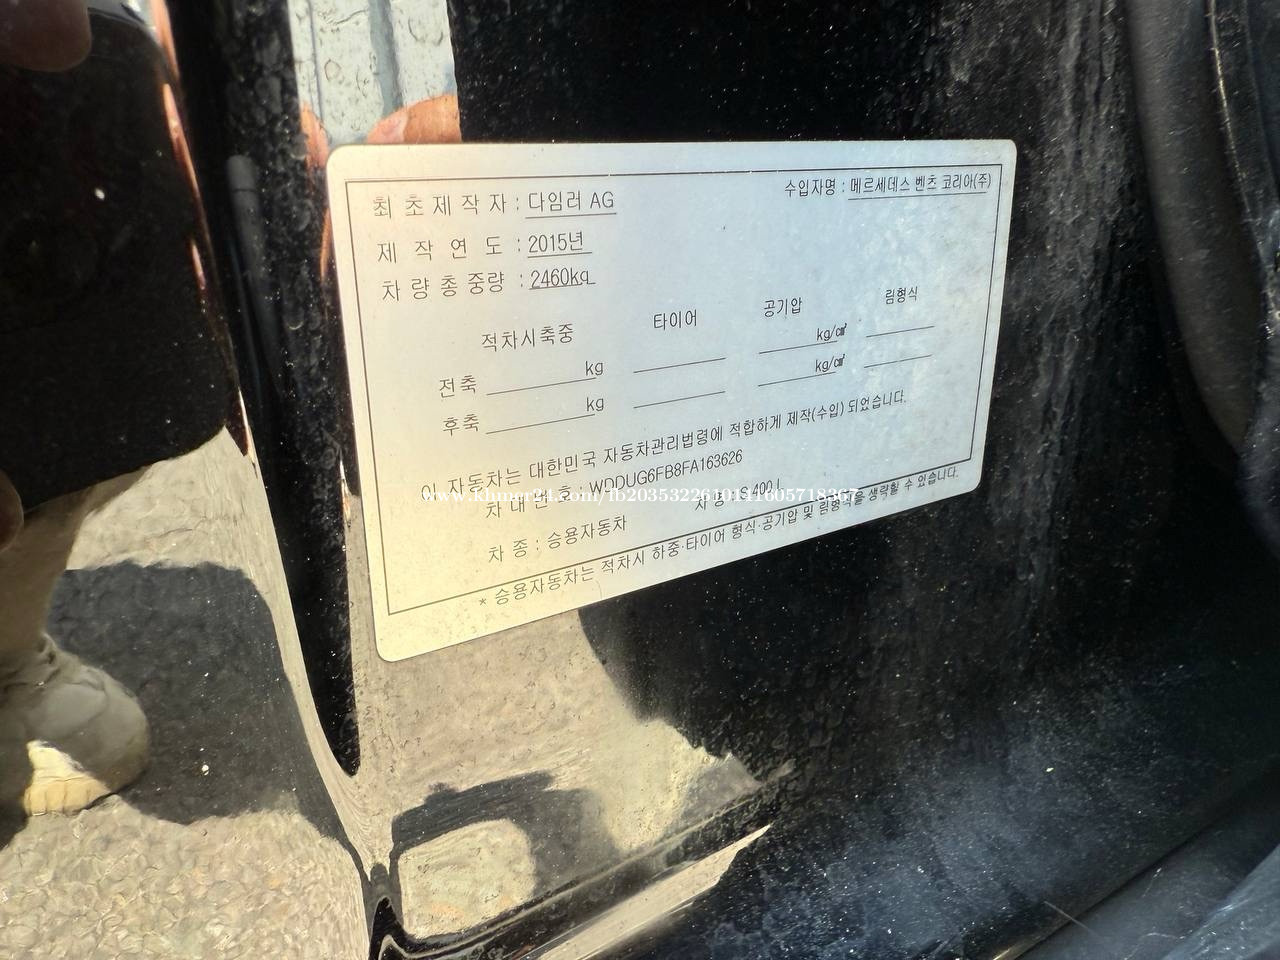 최초제작자 : 다임러 AG
수입자명 : 메르세데스 벤츠 코리아(주)
제작연도 : 2015년
차량총중량 : 2460kg
적차시축중 타이어 공기압 림형식
전축 kg kg/㎠
후축 kg kg/㎠
이 자동차는 대한민국 자동차관리법령에 적합하게 제작(수입) 되었습니다.
차대번호 : WDDUG6FB8FA163626
차종 : 승용자동차 차명 : S 400 L
* 승용자동차는 적차시 하중·타이어 형식·공기압 및 림형식을 생략할 수 있습니다.